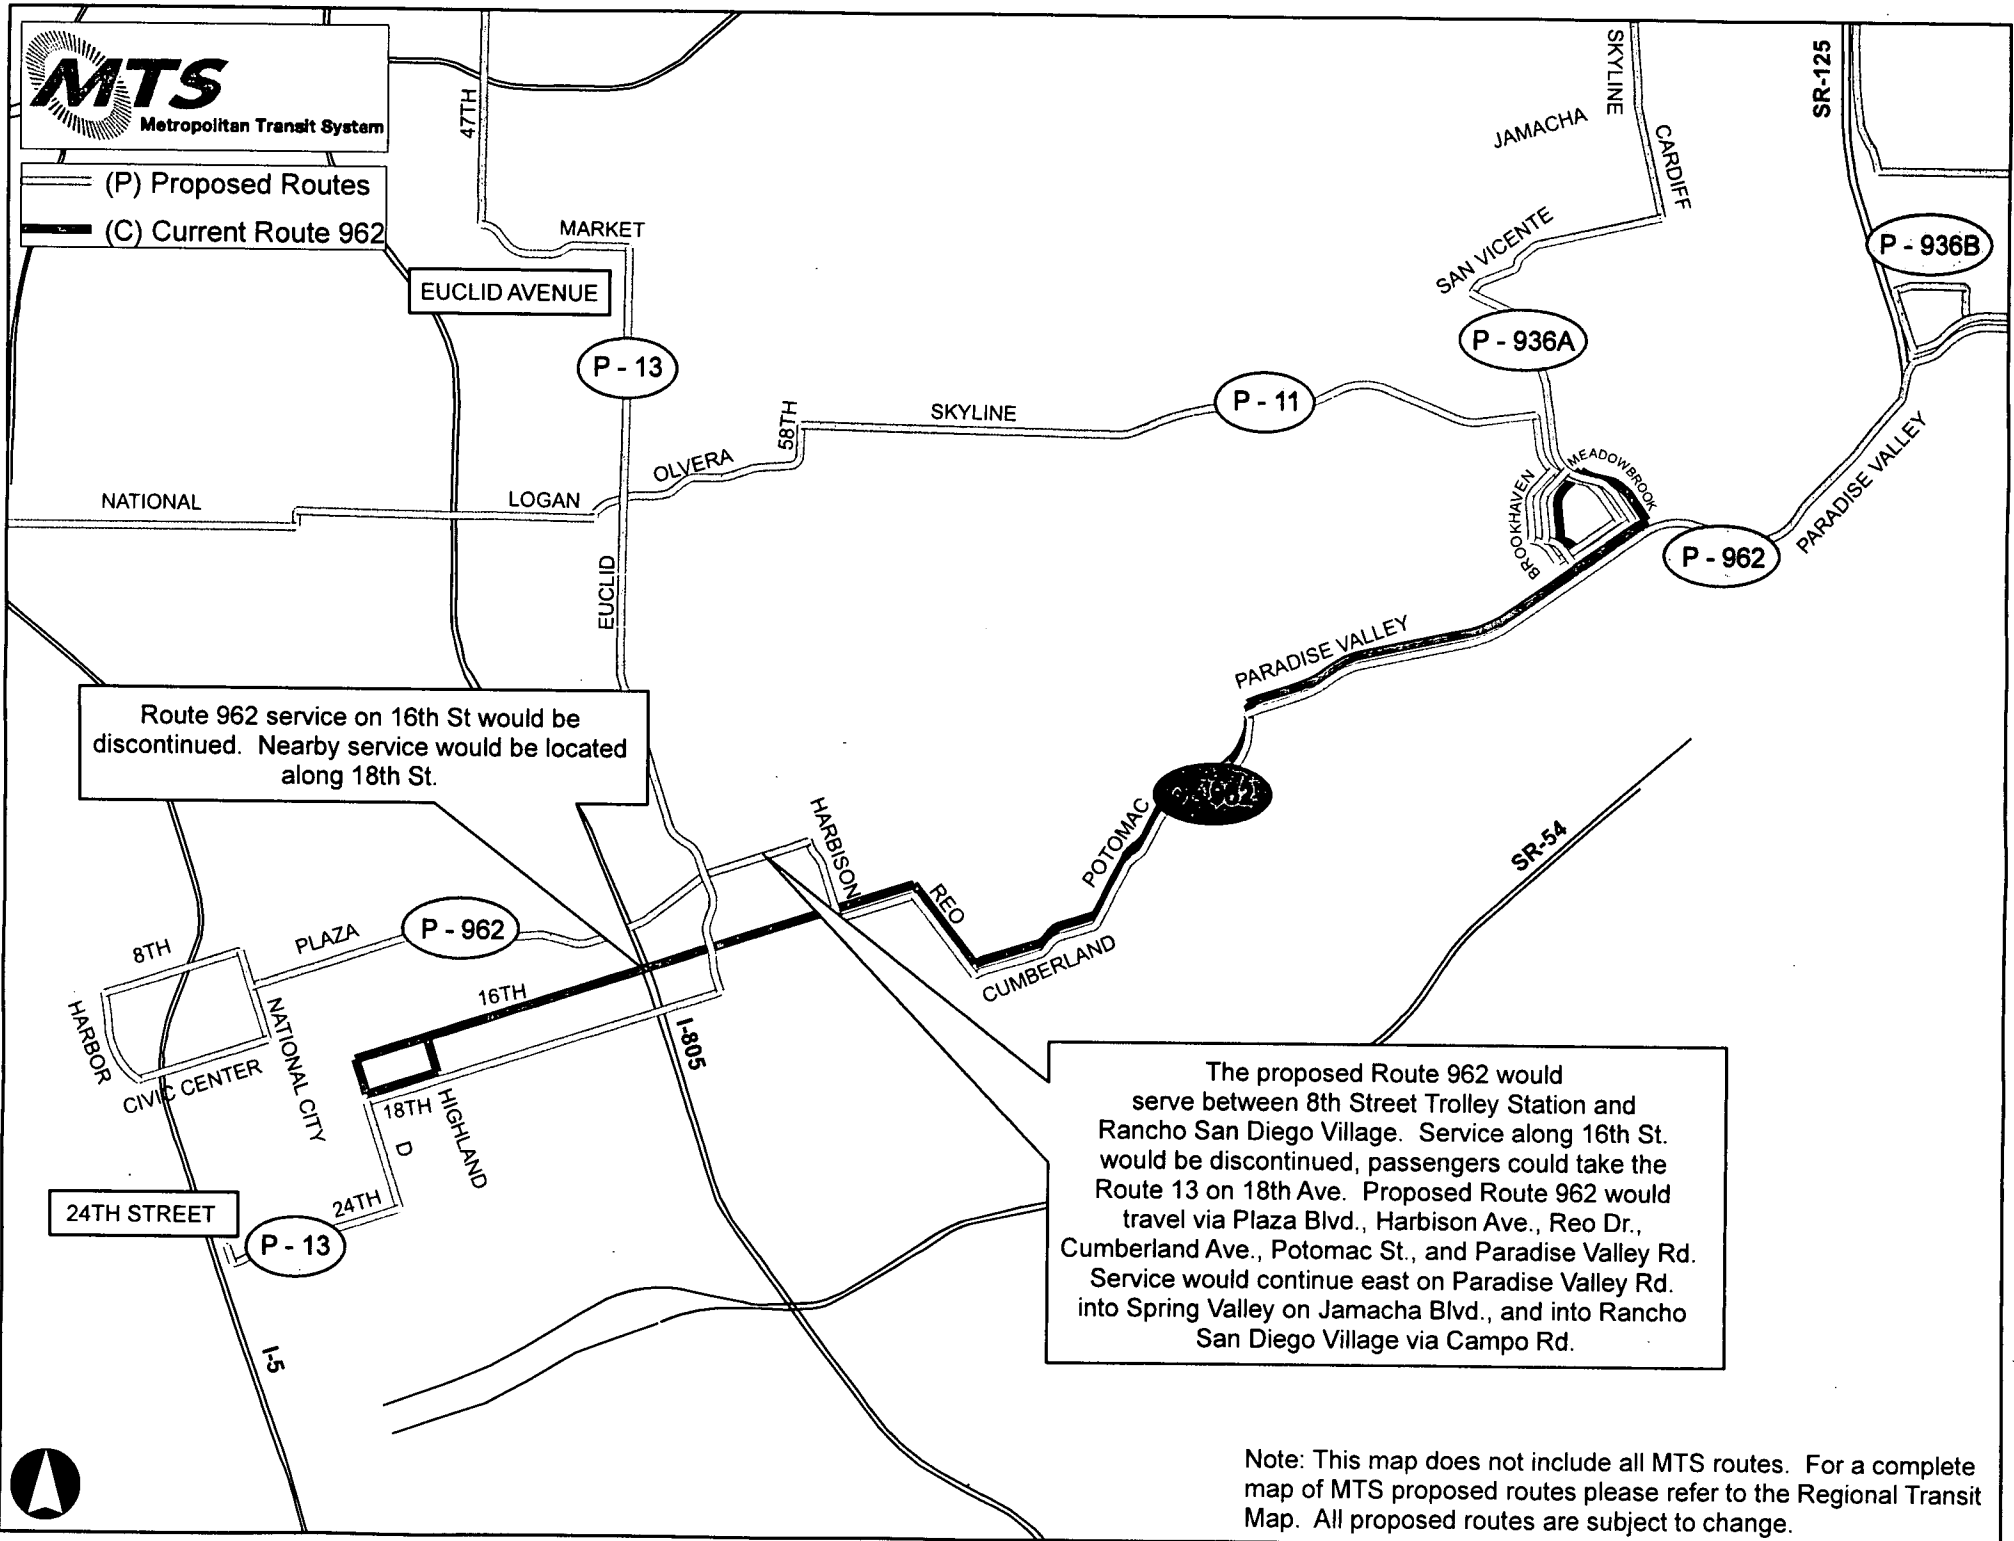 MTS
Metropolitan Transit System
(P) Proposed Routes
(C) Current Route 962
47TH
MARKET
EUCLID AVENUE
P - 13
SKYLINE
JAMACHA
CARDIFF
SR-125
SAN VICENTE
P - 936B
P - 936A
P - 11
SKYLINE
58TH
OLVERA
LOGAN
NATIONAL
EUCLID
BROOKHAVEN
MEADOWBROOK
PARADISE VALLEY
P - 962
PARADISE VALLEY
Route 962 service on 16th St would be
discontinued. Nearby service would be located
along 18th St.
HARBISON
REO
POTOMAC
962
CUMBERLAND
SR-54
8TH
PLAZA
P - 962
HARBOR
NATIONAL CITY
CIVIC CENTER
16TH
I-805
18TH
HIGHLAND
D
24TH
24TH STREET
P - 13
I-5
The proposed Route 962 would
serve between 8th Street Trolley Station and
Rancho San Diego Village. Service along 16th St.
would be discontinued, passengers could take the
Route 13 on 18th Ave. Proposed Route 962 would
travel via Plaza Blvd., Harbison Ave., Reo Dr.,
Cumberland Ave., Potomac St., and Paradise Valley Rd.
Service would continue east on Paradise Valley Rd.
into Spring Valley on Jamacha Blvd., and into Rancho
San Diego Village via Campo Rd.
Note: This map does not include all MTS routes. For a complete
map of MTS proposed routes please refer to the Regional Transit
Map. All proposed routes are subject to change.